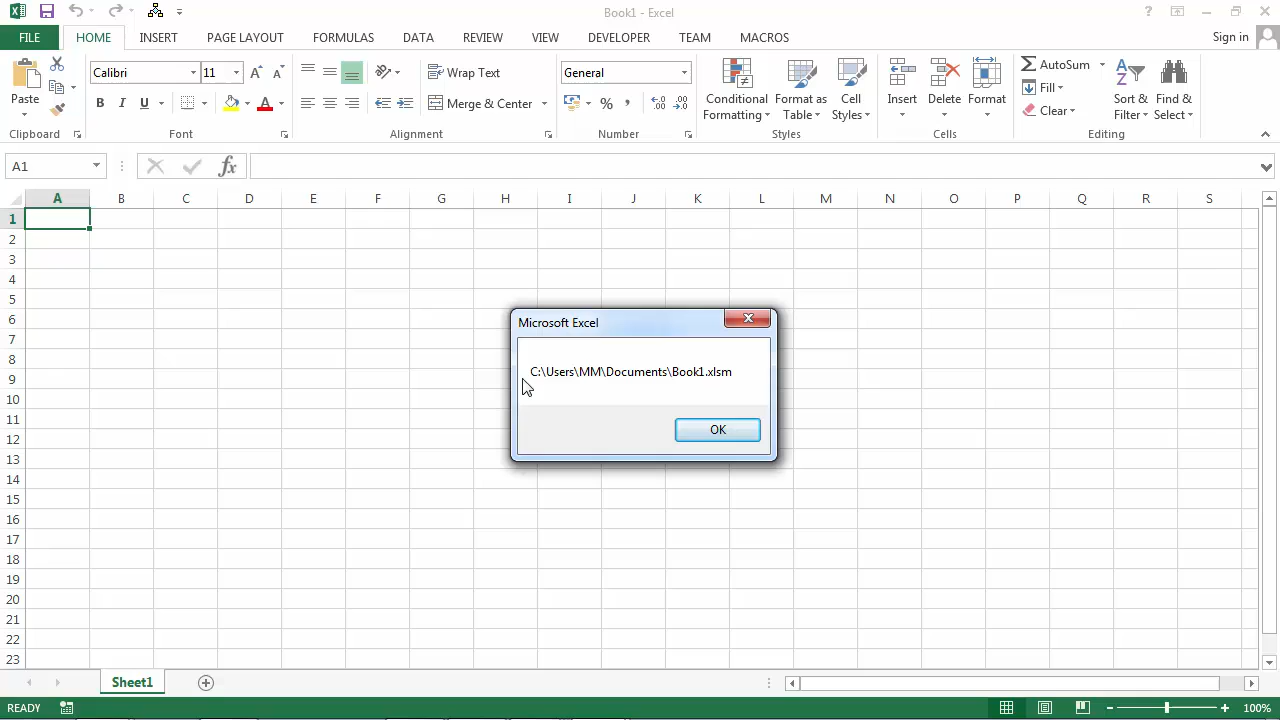 Book1 - Excel
?
FILE
HOME
INSERT
PAGE LAYOUT
FORMULAS
DATA
REVIEW
VIEW
DEVELOPER
TEAM
MACROS
Sign in
Paste
Clipboard
Calibri
11
A
A
B
I
U
A
Font
Wrap Text
Merge & Center
Alignment
General
%
,
Number
Conditional
Formatting
Format as
Table
Cell
Styles
Styles
Insert
Delete
Format
Cells
AutoSum
Fill
Clear
Sort &
Filter
Find &
Select
Editing
A1
fx
A B C D E F G H I J K L M N O P Q R S
1
2
3
4
5
6
7
8
9
10
11
12
13
14
15
16
17
18
19
20
21
22
23
Microsoft Excel
C:\Users\MM\Documents\Book1.xlsm
OK
Sheet1
READY
100%